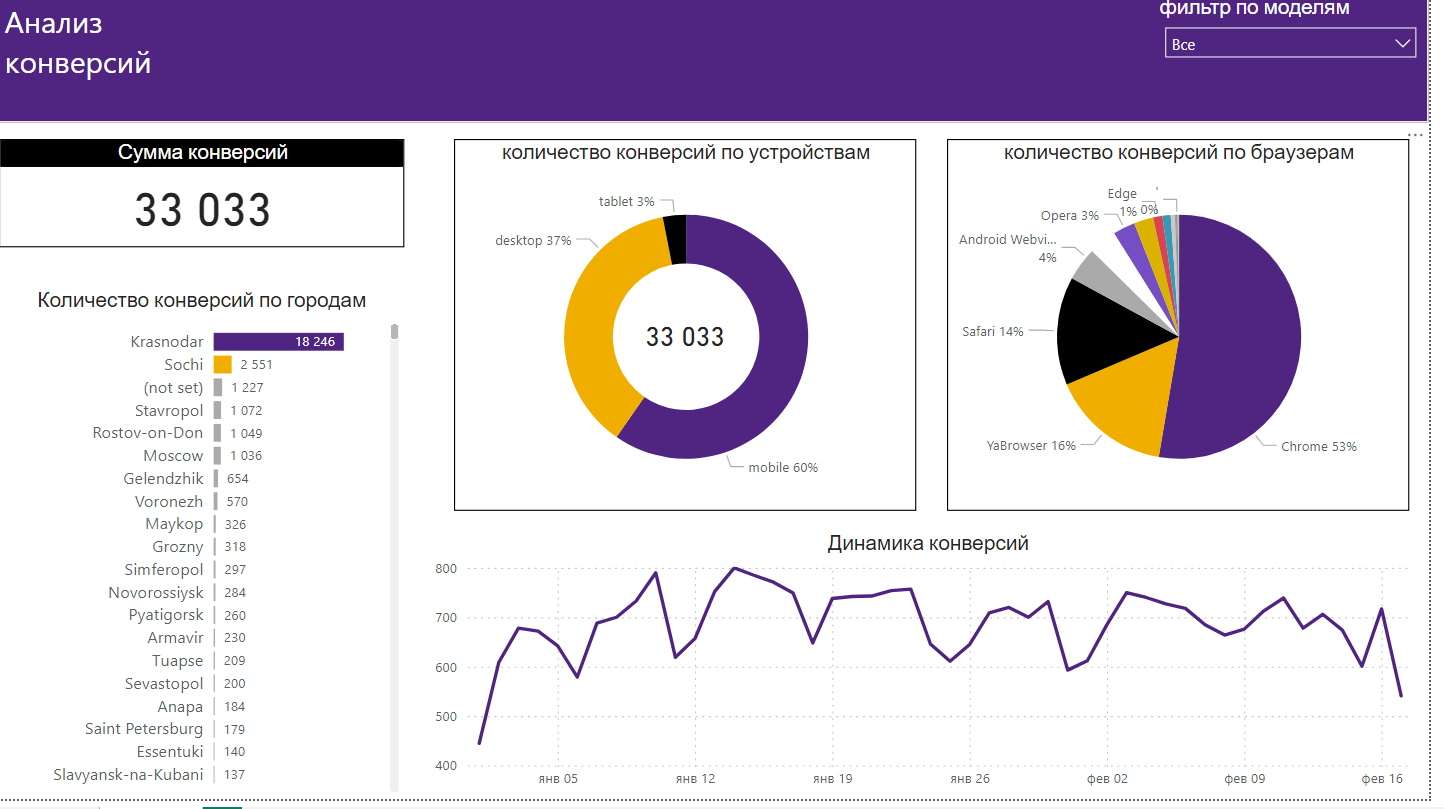 Анализ
конверсий
фильтр по моделям
Все
Сумма конверсий
33 033
Количество конверсий по городам
Krasnodar 18 246
Sochi 2 551
(not set) 1 227
Stavropol 1 072
Rostov-on-Don 1 049
Moscow 1 036
Gelendzhik 654
Voronezh 570
Maykop 326
Grozny 318
Simferopol 297
Novorossiysk 284
Pyatigorsk 260
Armavir 230
Tuapse 209
Sevastopol 200
Anapa 184
Saint Petersburg 179
Essentuki 140
Slavyansk-na-Kubani 137
количество конверсий по устройствам
tablet 3%
desktop 37%
33 033
mobile 60%
количество конверсий по браузерам
Edge
1% 0%
Opera 3%
Android Webvi...
4%
Safari 14%
YaBrowser 16%
Chrome 53%
Динамика конверсий
800
700
600
500
400
янв 05 янв 12 янв 19 янв 26 фев 02 фев 09 фев 16